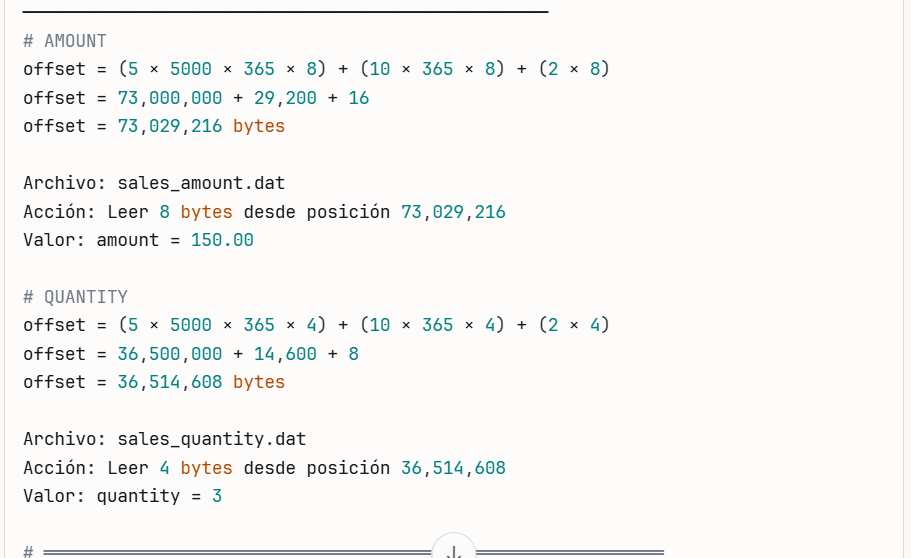 # AMOUNT
offset = (5 × 5000 × 365 × 8) + (10 × 365 × 8) + (2 × 8)
offset = 73,000,000 + 29,200 + 16
offset = 73,029,216 bytes
Archivo: sales_amount.dat
Acción: Leer 8 bytes desde posición 73,029,216
Valor: amount = 150.00
# QUANTITY
offset = (5 × 5000 × 365 × 4) + (10 × 365 × 4) + (2 × 4)
offset = 36,500,000 + 14,600 + 8
offset = 36,514,608 bytes
Archivo: sales_quantity.dat
Acción: Leer 4 bytes desde posición 36,514,608
Valor: quantity = 3
#